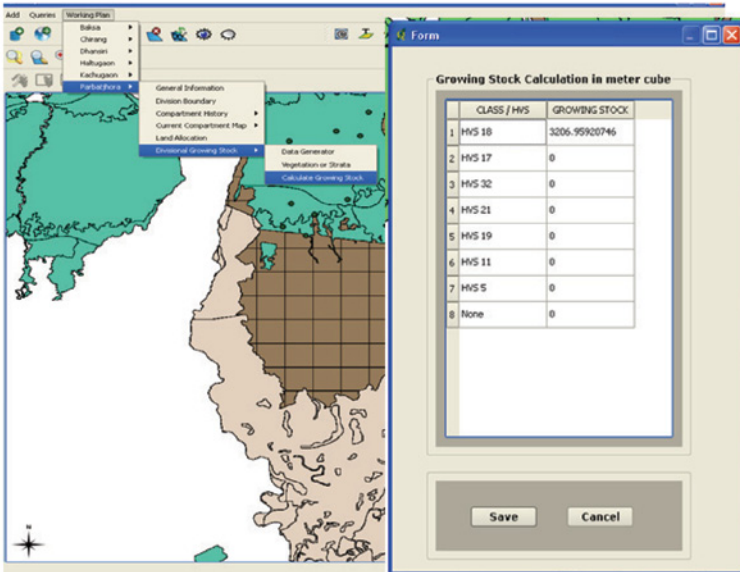 Add Queries Working Plan
Baksa
Chirang
Dhansiri
Haltugaon
Kachugaon
Parbatjhora
General Information
Division Boundary
Compartment History
Current Compartment Map
Land Allocation
Divisional Growing Stock
Data Generator
Vegetation or Strata
Calculate Growing Stock
N
Form
Growing Stock Calculation in meter cube
CLASS / HVS GROWING STOCK
1 HVS 18 3206.95920746
2 HVS 17 0
3 HVS 32 0
4 HVS 21 0
5 HVS 19 0
6 HVS 11 0
7 HVS 5 0
8 None 0
Save Cancel